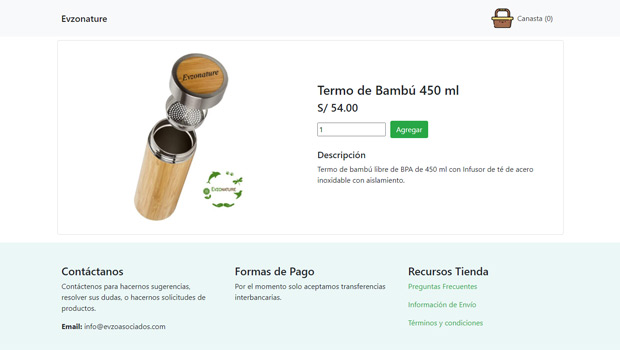 Evzonature
Canasta (0)
Evzonature
EVZONATURE
Termo de Bambú 450 ml
S/ 54.00
1
Agregar
Descripción
Termo de bambú libre de BPA de 450 ml con Infusor de té de acero
inoxidable con aislamiento.
Contáctanos
Contáctenos para hacernos sugerencias,
resolver sus dudas, o hacernos solicitudes de
productos.
Email: info@evzoasociados.com
Formas de Pago
Por el momento solo aceptamos transferencias
interbancarias.
Recursos Tienda
Preguntas Frecuentes
Información de Envío
Términos y condiciones